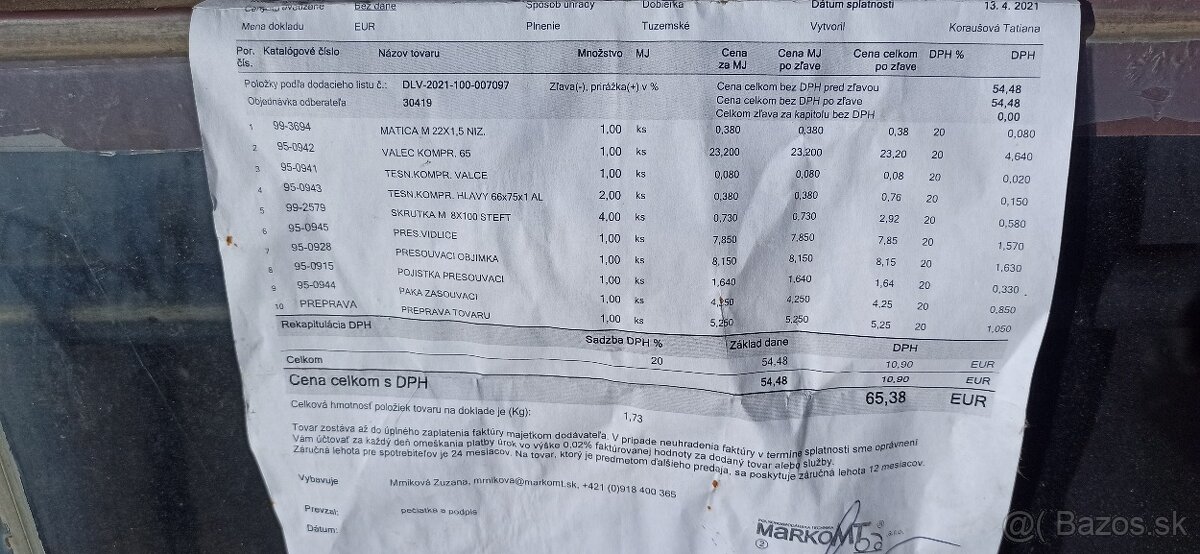 bez dane Spôsob úhrady Dobierka Dátum splatnosti 13. 4. 2021
Mena dokladu EUR Plnenie Tuzemské Vytvoril Koraušová Tatiana
Por. čís. Katalógové číslo Názov tovaru Množstvo MJ Cena za MJ Cena MJ po zľave Cena celkom po zľave DPH % DPH
Položky podľa dodacieho listu č.: DLV-2021-100-007097 Zľava(-), prirážka(+) v % Cena celkom bez DPH pred zľavou 54,48
Objednávka odberateľa 30419 Cena celkom bez DPH po zľave 54,48
Celkom zľava za kapitolu bez DPH 0,00
1 99-3694 MATICA M 22X1,5 NIZ. 1,00 ks 0,380 0,380 0,38 20 0,080
2 95-0942 VALEC KOMPR. 65 1,00 ks 23,200 23,200 23,20 20 4,640
3 95-0941 TESN.KOMPR. VALCE 1,00 ks 0,080 0,080 0,08 20 0,020
4 95-0943 TESN.KOMPR. HLAVY 66x75x1 AL 2,00 ks 0,380 0,380 0,76 20 0,150
5 99-2579 SKRUTKA M 8X100 STEFT 4,00 ks 0,730 0,730 2,92 20 0,580
6 95-0945 PRES.VIDLICE 1,00 ks 7,850 7,850 7,85 20 1,570
7 95-0928 PRESOUVACI OBJIMKA 1,00 ks 8,150 8,150 8,15 20 1,630
8 95-0915 POJISTKA PRESOUVACI 1,00 ks 1,640 1,640 1,64 20 0,330
9 95-0944 PAKA ZASOUVACI 1,00 ks 4,250 4,250 4,25 20 0,850
10 PREPRAVA PREPRAVA TOVARU 1,00 ks 5,250 5,250 5,25 20 1,050
Rekapitulácia DPH Sadzba DPH % Základ dane DPH
20 54,48 10,90 EUR
Celkom 54,48 10,90 EUR
Cena celkom s DPH 65,38 EUR
Celková hmotnosť položiek tovaru na doklade je (Kg): 1,73
Tovar zostáva až do úplného zaplatenia faktúry majetkom dodávateľa. V prípade neuhradenia faktúry v termíne splatnosti sme oprávnení
Vám účtovať za každý deň omeškania platby úrok vo výške 0,02% faktúrovanej hodnoty za dodaný tovar alebo služby.
Záručná lehota pre spotrebiteľov je 24 mesiacov. Na tovar, ktorý je predmetom ďalšieho predaja, sa poskytuje záručná lehota 12 mesiacov.
Vybavuje Mrniková Zuzana, mrnikova@markomt.sk, +421 (0)918 400 365
Prevzal: pečiatka a podpis
Dátum:
MARKOMT s.r.o.
@( Bazos.sk